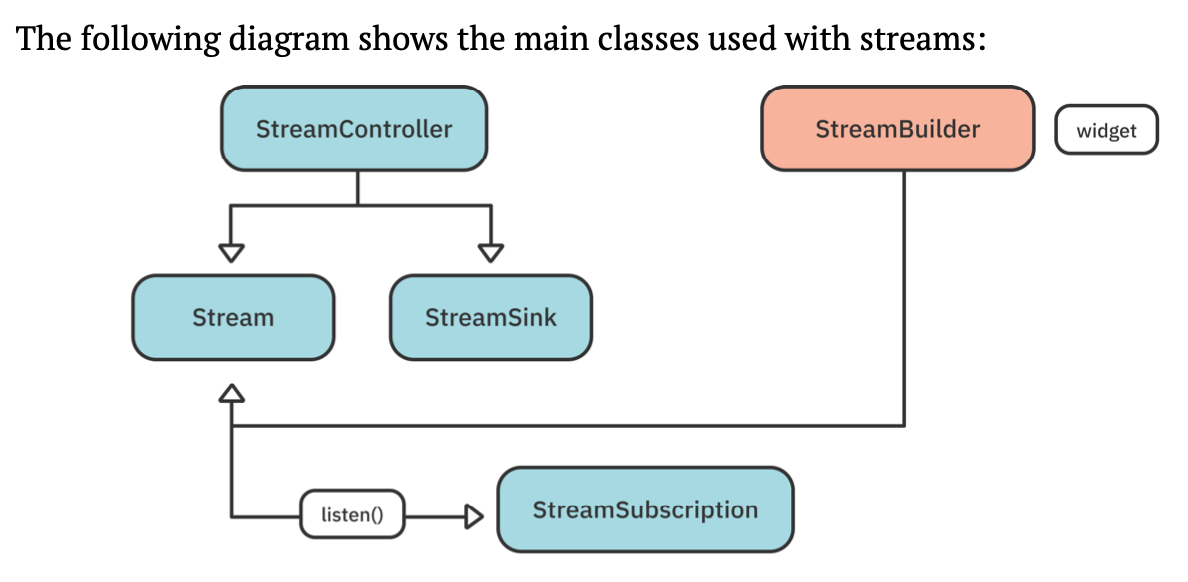 The following diagram shows the main classes used with streams:
StreamController
StreamBuilder
widget
Stream
StreamSink
listen()
StreamSubscription